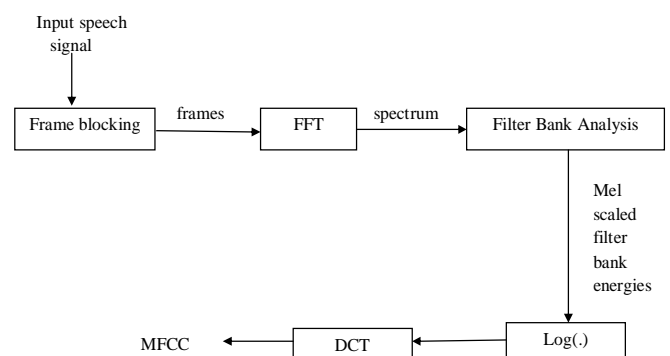 Input speech
signal
Frame blocking
frames
FFT
spectrum
Filter Bank Analysis
Mel
scaled
filter
bank
energies
Log(.)
DCT
MFCC